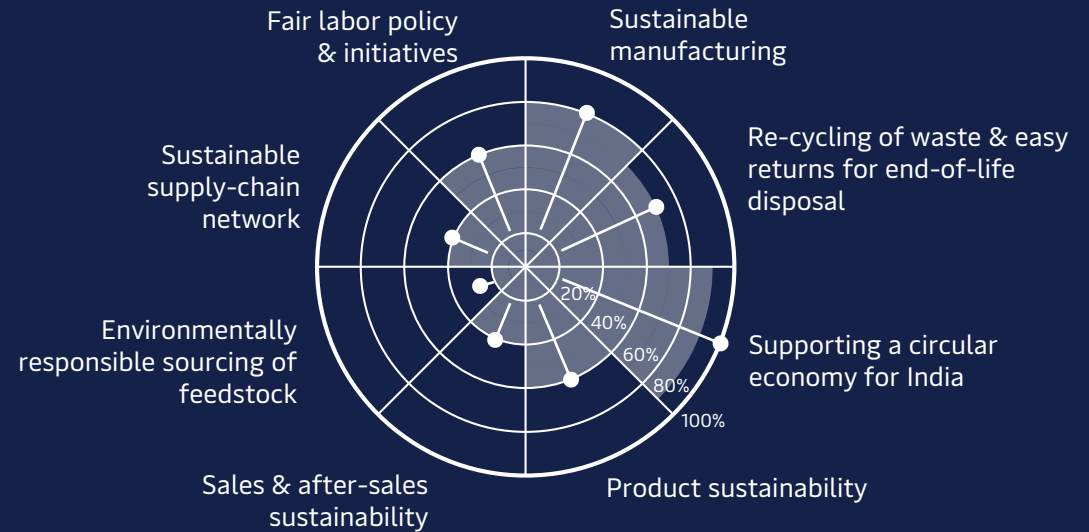 Fair labor policy
& initiatives
Sustainable
manufacturing
Re-cycling of waste & easy
returns for end-of-life
disposal
Sustainable
supply-chain
network
20%
40%
60%
80%
100%
Supporting a circular
economy for India
Environmentally
responsible sourcing of
feedstock
Sales & after-sales
sustainability
Product sustainability